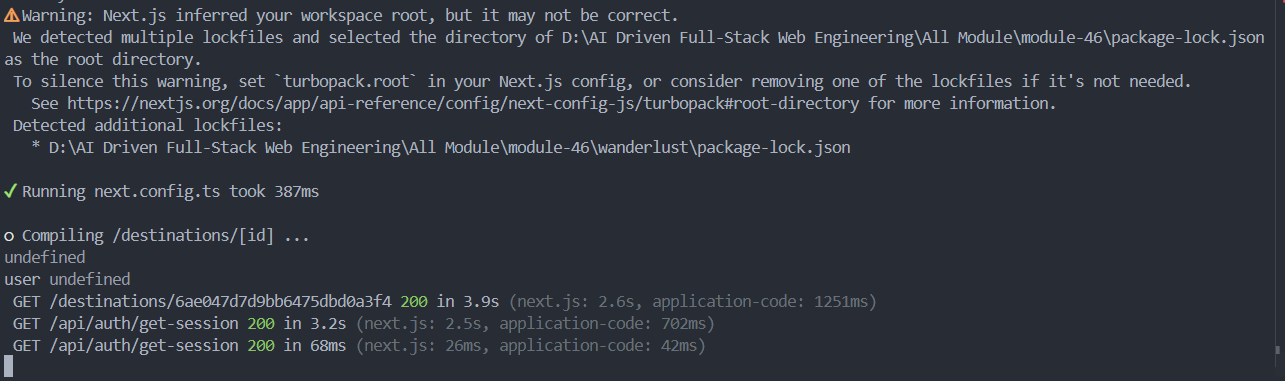 ⚠Warning: Next.js inferred your workspace root, but it may not be correct.
We detected multiple lockfiles and selected the directory of D:\AI Driven Full-Stack Web Engineering\All Module\module-46\package-lock.json
as the root directory.
To silence this warning, set `turbopack.root` in your Next.js config, or consider removing one of the lockfiles if it's not needed.
See https://nextjs.org/docs/app/api-reference/config/next-config-js/turbopack#root-directory for more information.
Detected additional lockfiles:
* D:\AI Driven Full-Stack Web Engineering\All Module\module-46\wanderlust\package-lock.json
✓ Running next.config.ts took 387ms
o Compiling /destinations/[id] ...
undefined
user undefined
GET /destinations/6ae047d7d9bb6475dbd0a3f4 200 in 3.9s (next.js: 2.6s, application-code: 1251ms)
GET /api/auth/get-session 200 in 3.2s (next.js: 2.5s, application-code: 702ms)
GET /api/auth/get-session 200 in 68ms (next.js: 26ms, application-code: 42ms)